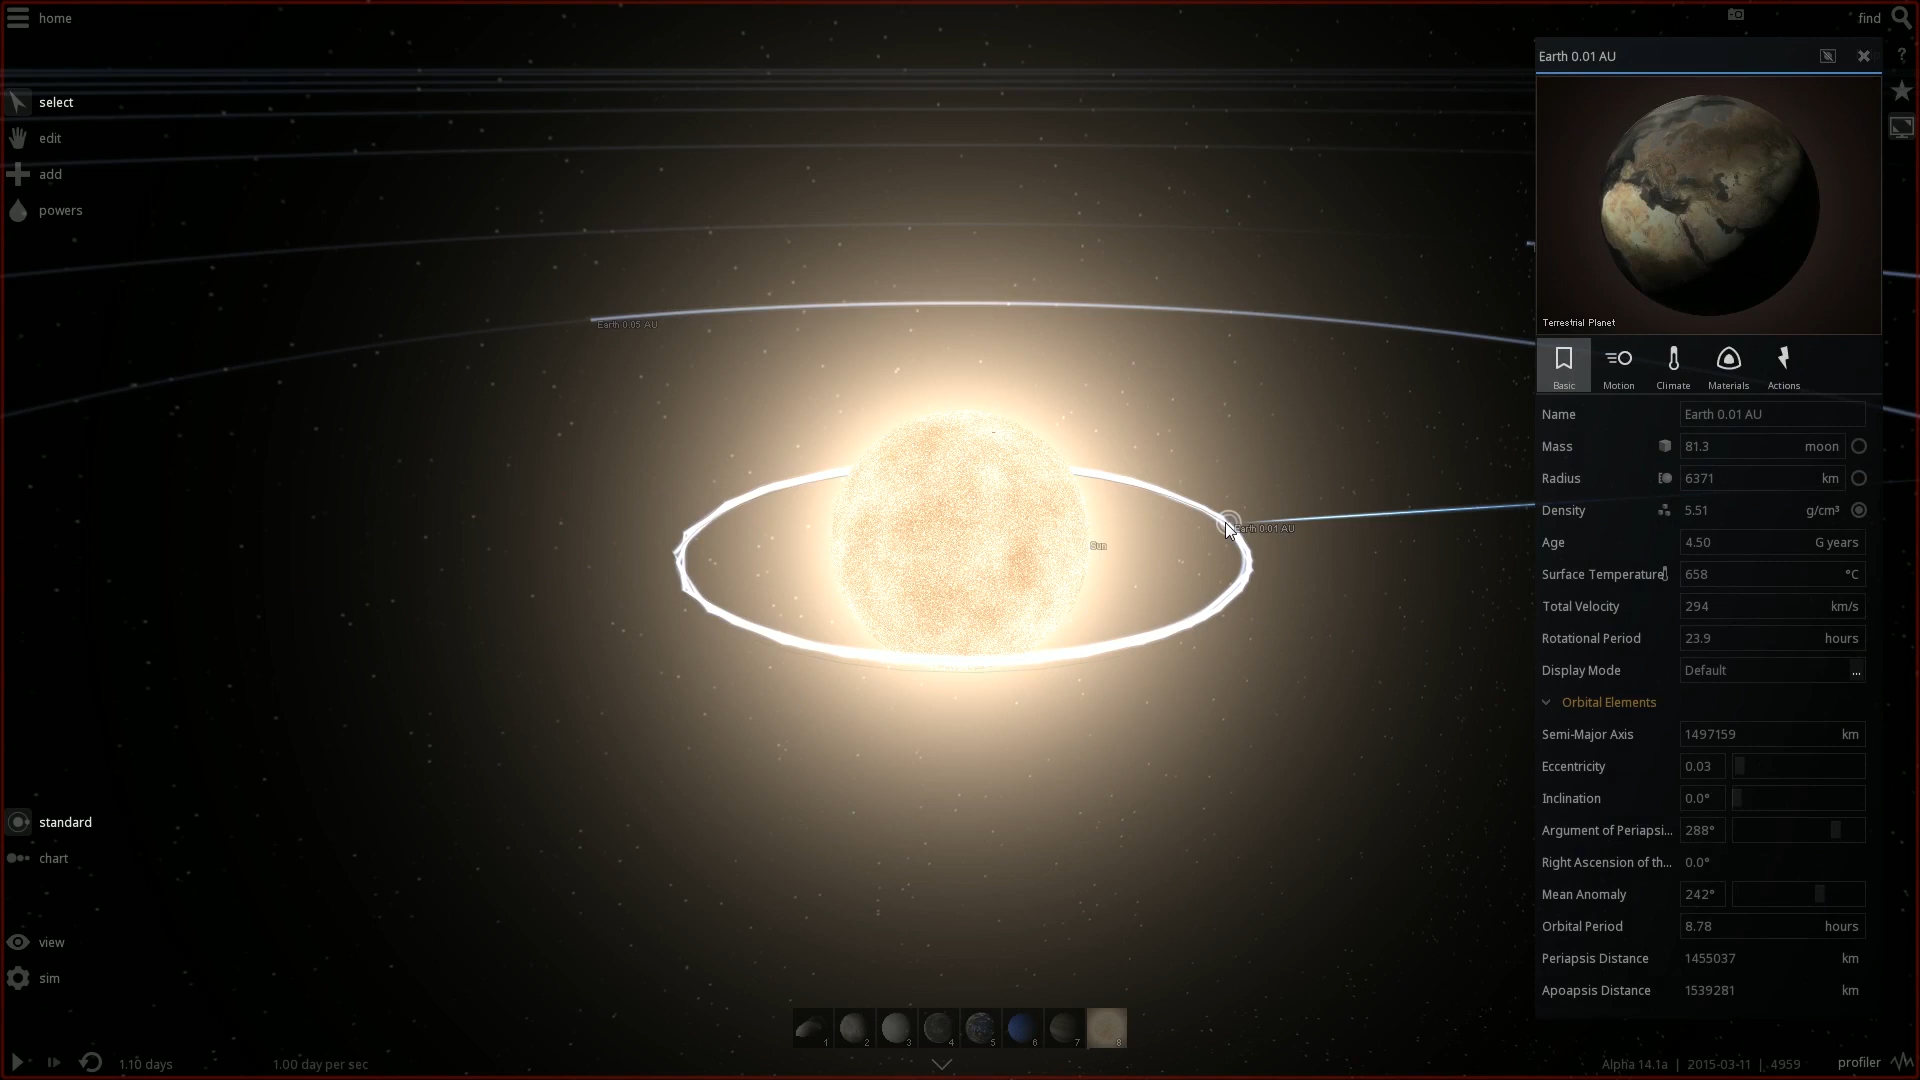 home
find
Earth 0.01 AU
?
select
edit
add
powers
Earth 0.05 AU
Terrestrial Planet
Basic
Motion
Climate
Materials
Actions
Name Earth 0.01 AU
Mass 81.3 moon
Radius 6371 km
Density 5.51 g/cm³
Earth 0.01 AU
Sun
Age 4.50 G years
Surface Temperature 658 °C
Total Velocity 294 km/s
Rotational Period 23.9 hours
Display Mode Default ...
Orbital Elements
Semi-Major Axis 1497159 km
Eccentricity 0.03
Inclination 0.0°
Argument of Periapsi... 288°
Right Ascension of th... 0.0°
Mean Anomaly 242°
Orbital Period 8.78 hours
Periapsis Distance 1455037 km
Apoapsis Distance 1539281 km
standard
chart
view
sim
1 2 3 4 5 6 7 8
1.10 days
1.00 day per sec
Alpha 14.1a | 2015-03-11 | 4959
profiler